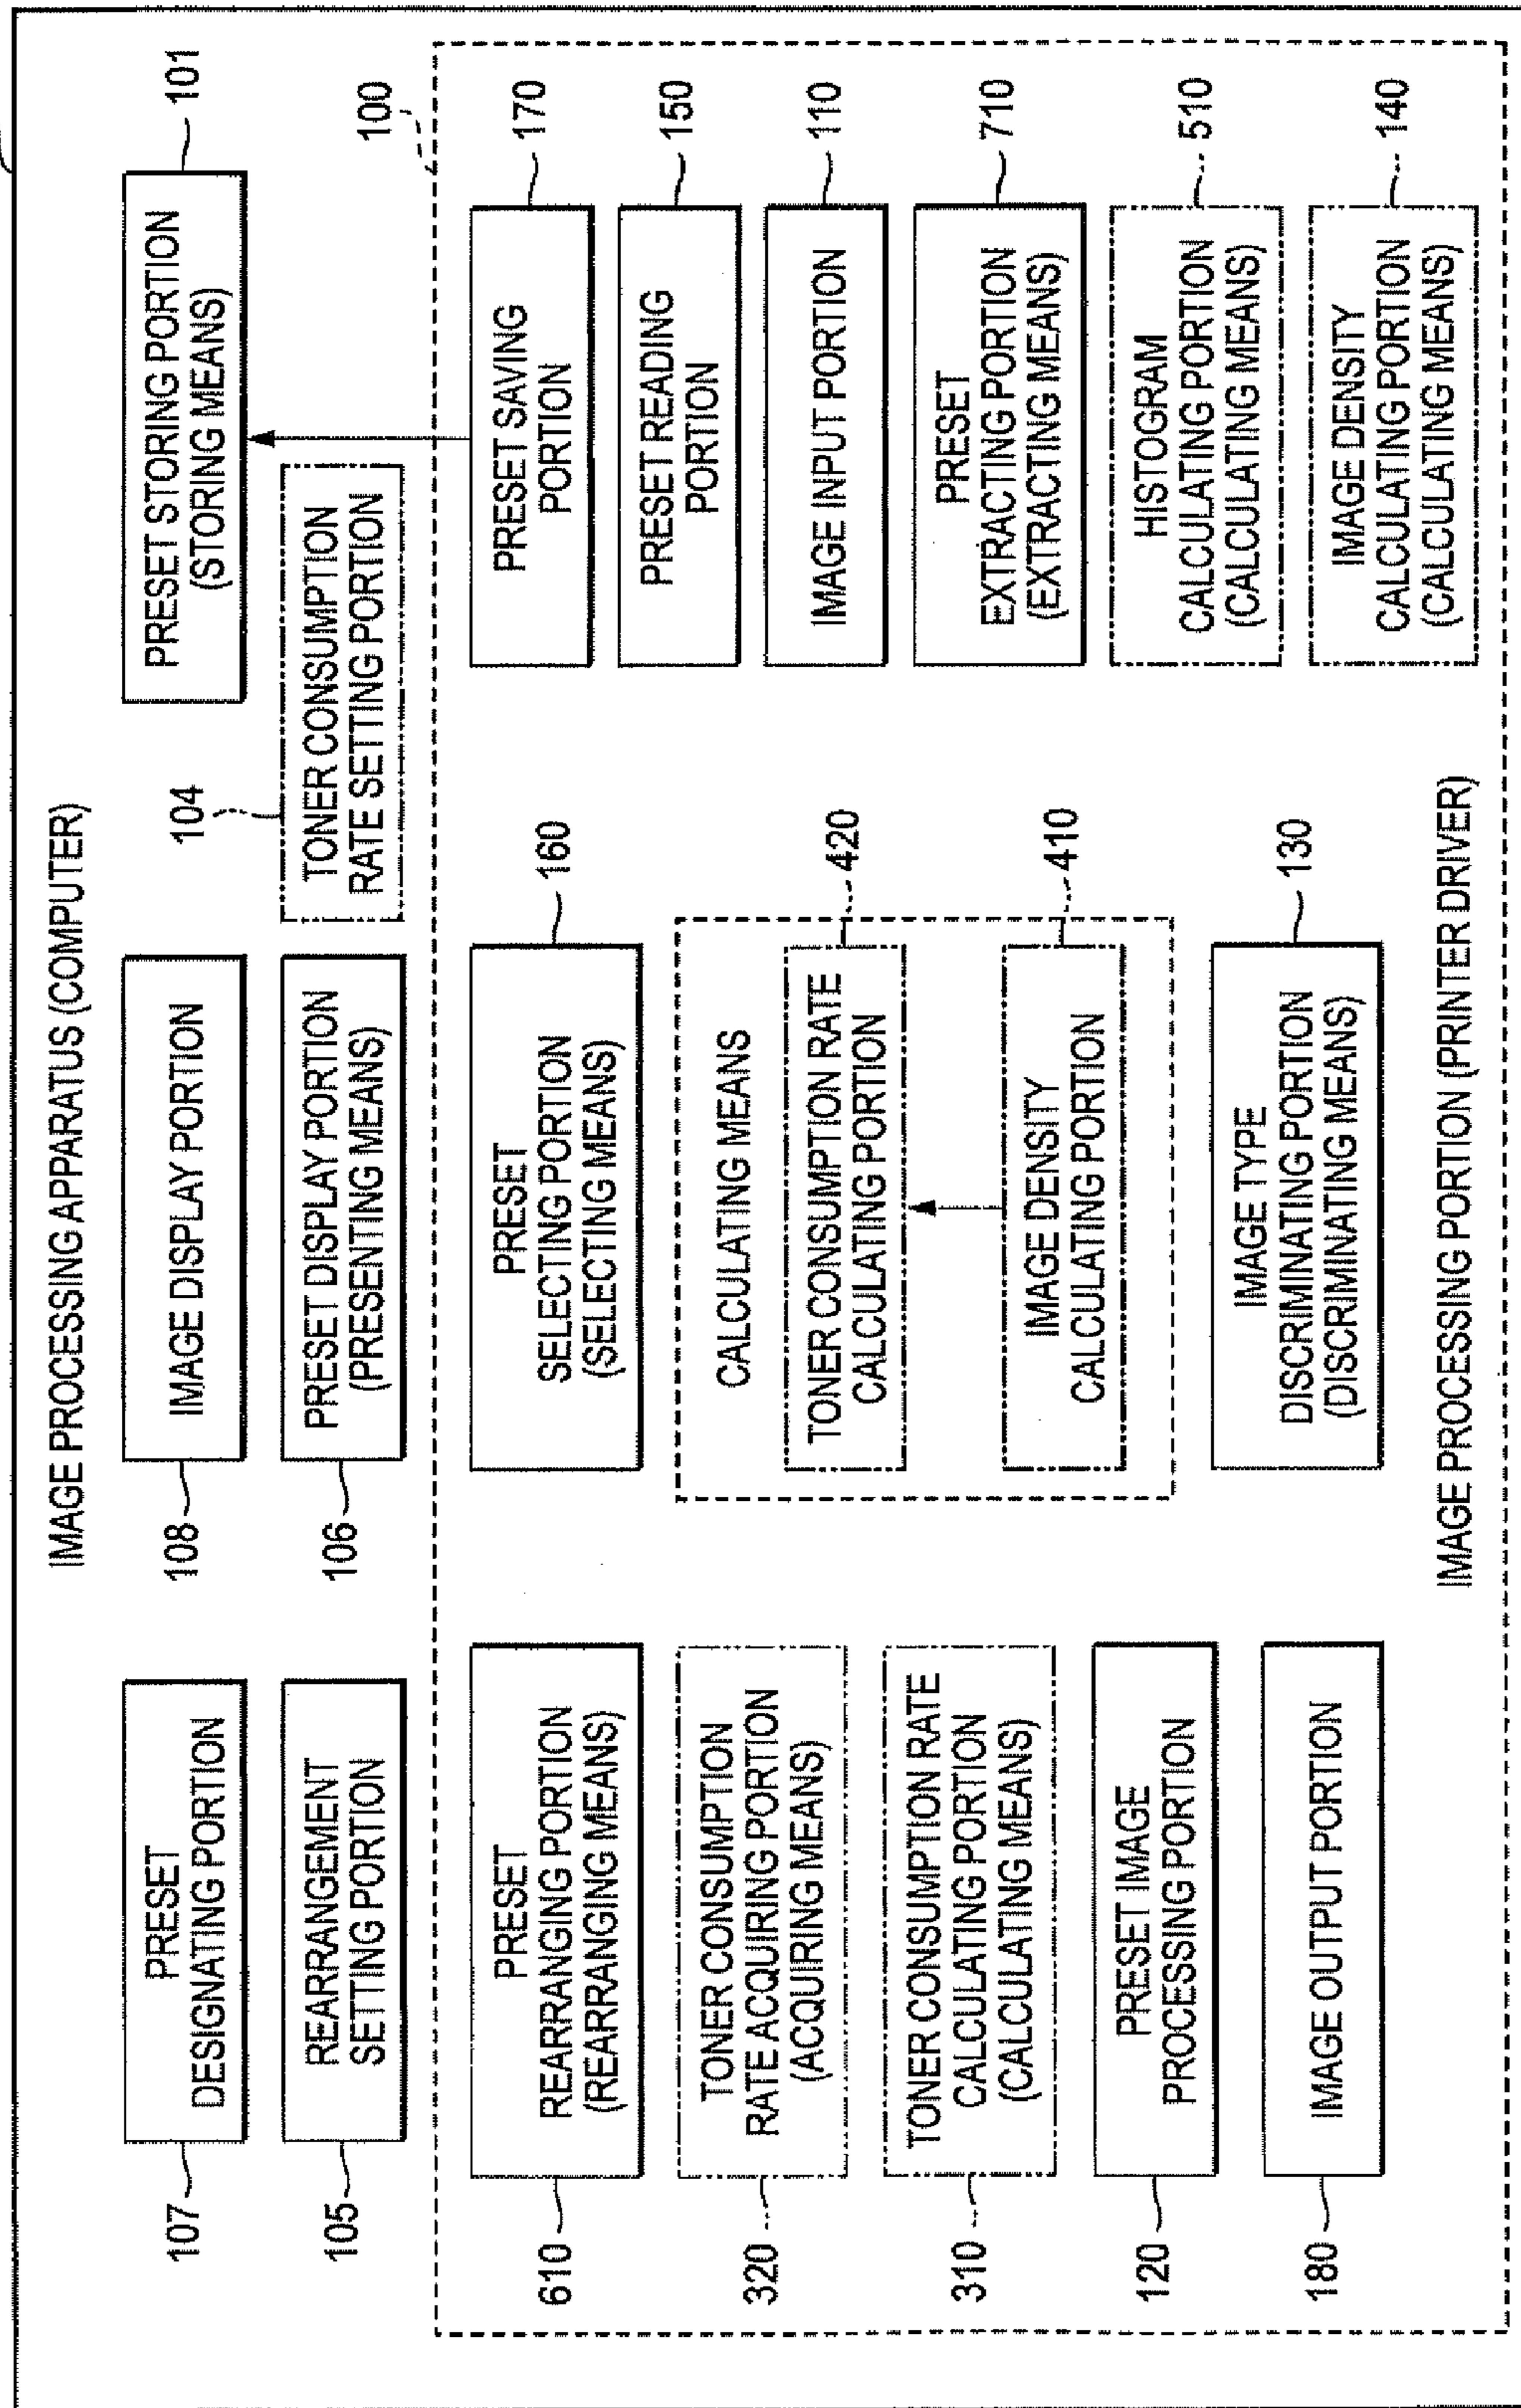 IMAGE PROCESSING APPARATUS (COMPUTER)
107
PRESET
DESIGNATING PORTION
105
REARRANGEMENT
SETTING PORTION
108
IMAGE DISPLAY PORTION
106
PRESET DISPLAY PORTION
(PRESENTING MEANS)
104
TONER CONSUMPTION
RATE SETTING PORTION
PRESET STORING PORTION
(STORING MEANS)
101
100
610
PRESET
REARRANGING PORTION
(REARRANGING MEANS)
320
TONER CONSUMPTION
RATE ACQUIRING PORTION
(ACQUIRING MEANS)
310
TONER CONSUMPTION RATE
CALCULATING PORTION
(CALCULATING MEANS)
120
PRESET IMAGE
PROCESSING PORTION
180
IMAGE OUTPUT PORTION
PRESET
SELECTING PORTION
(SELECTING MEANS)
160
CALCULATING MEANS
TONER CONSUMPTION RATE
CALCULATING PORTION
420
IMAGE DENSITY
CALCULATING PORTION
410
IMAGE TYPE
DISCRIMINATING PORTION
(DISCRIMINATING MEANS)
130
PRESET SAVING
PORTION
170
PRESET READING
PORTION
150
IMAGE INPUT PORTION
110
PRESET
EXTRACTING PORTION
(EXTRACTING MEANS)
710
HISTOGRAM
CALCULATING PORTION
(CALCULATING MEANS)
510
IMAGE DENSITY
CALCULATING PORTION
(CALCULATING MEANS)
140
IMAGE PROCESSING PORTION (PRINTER DRIVER)